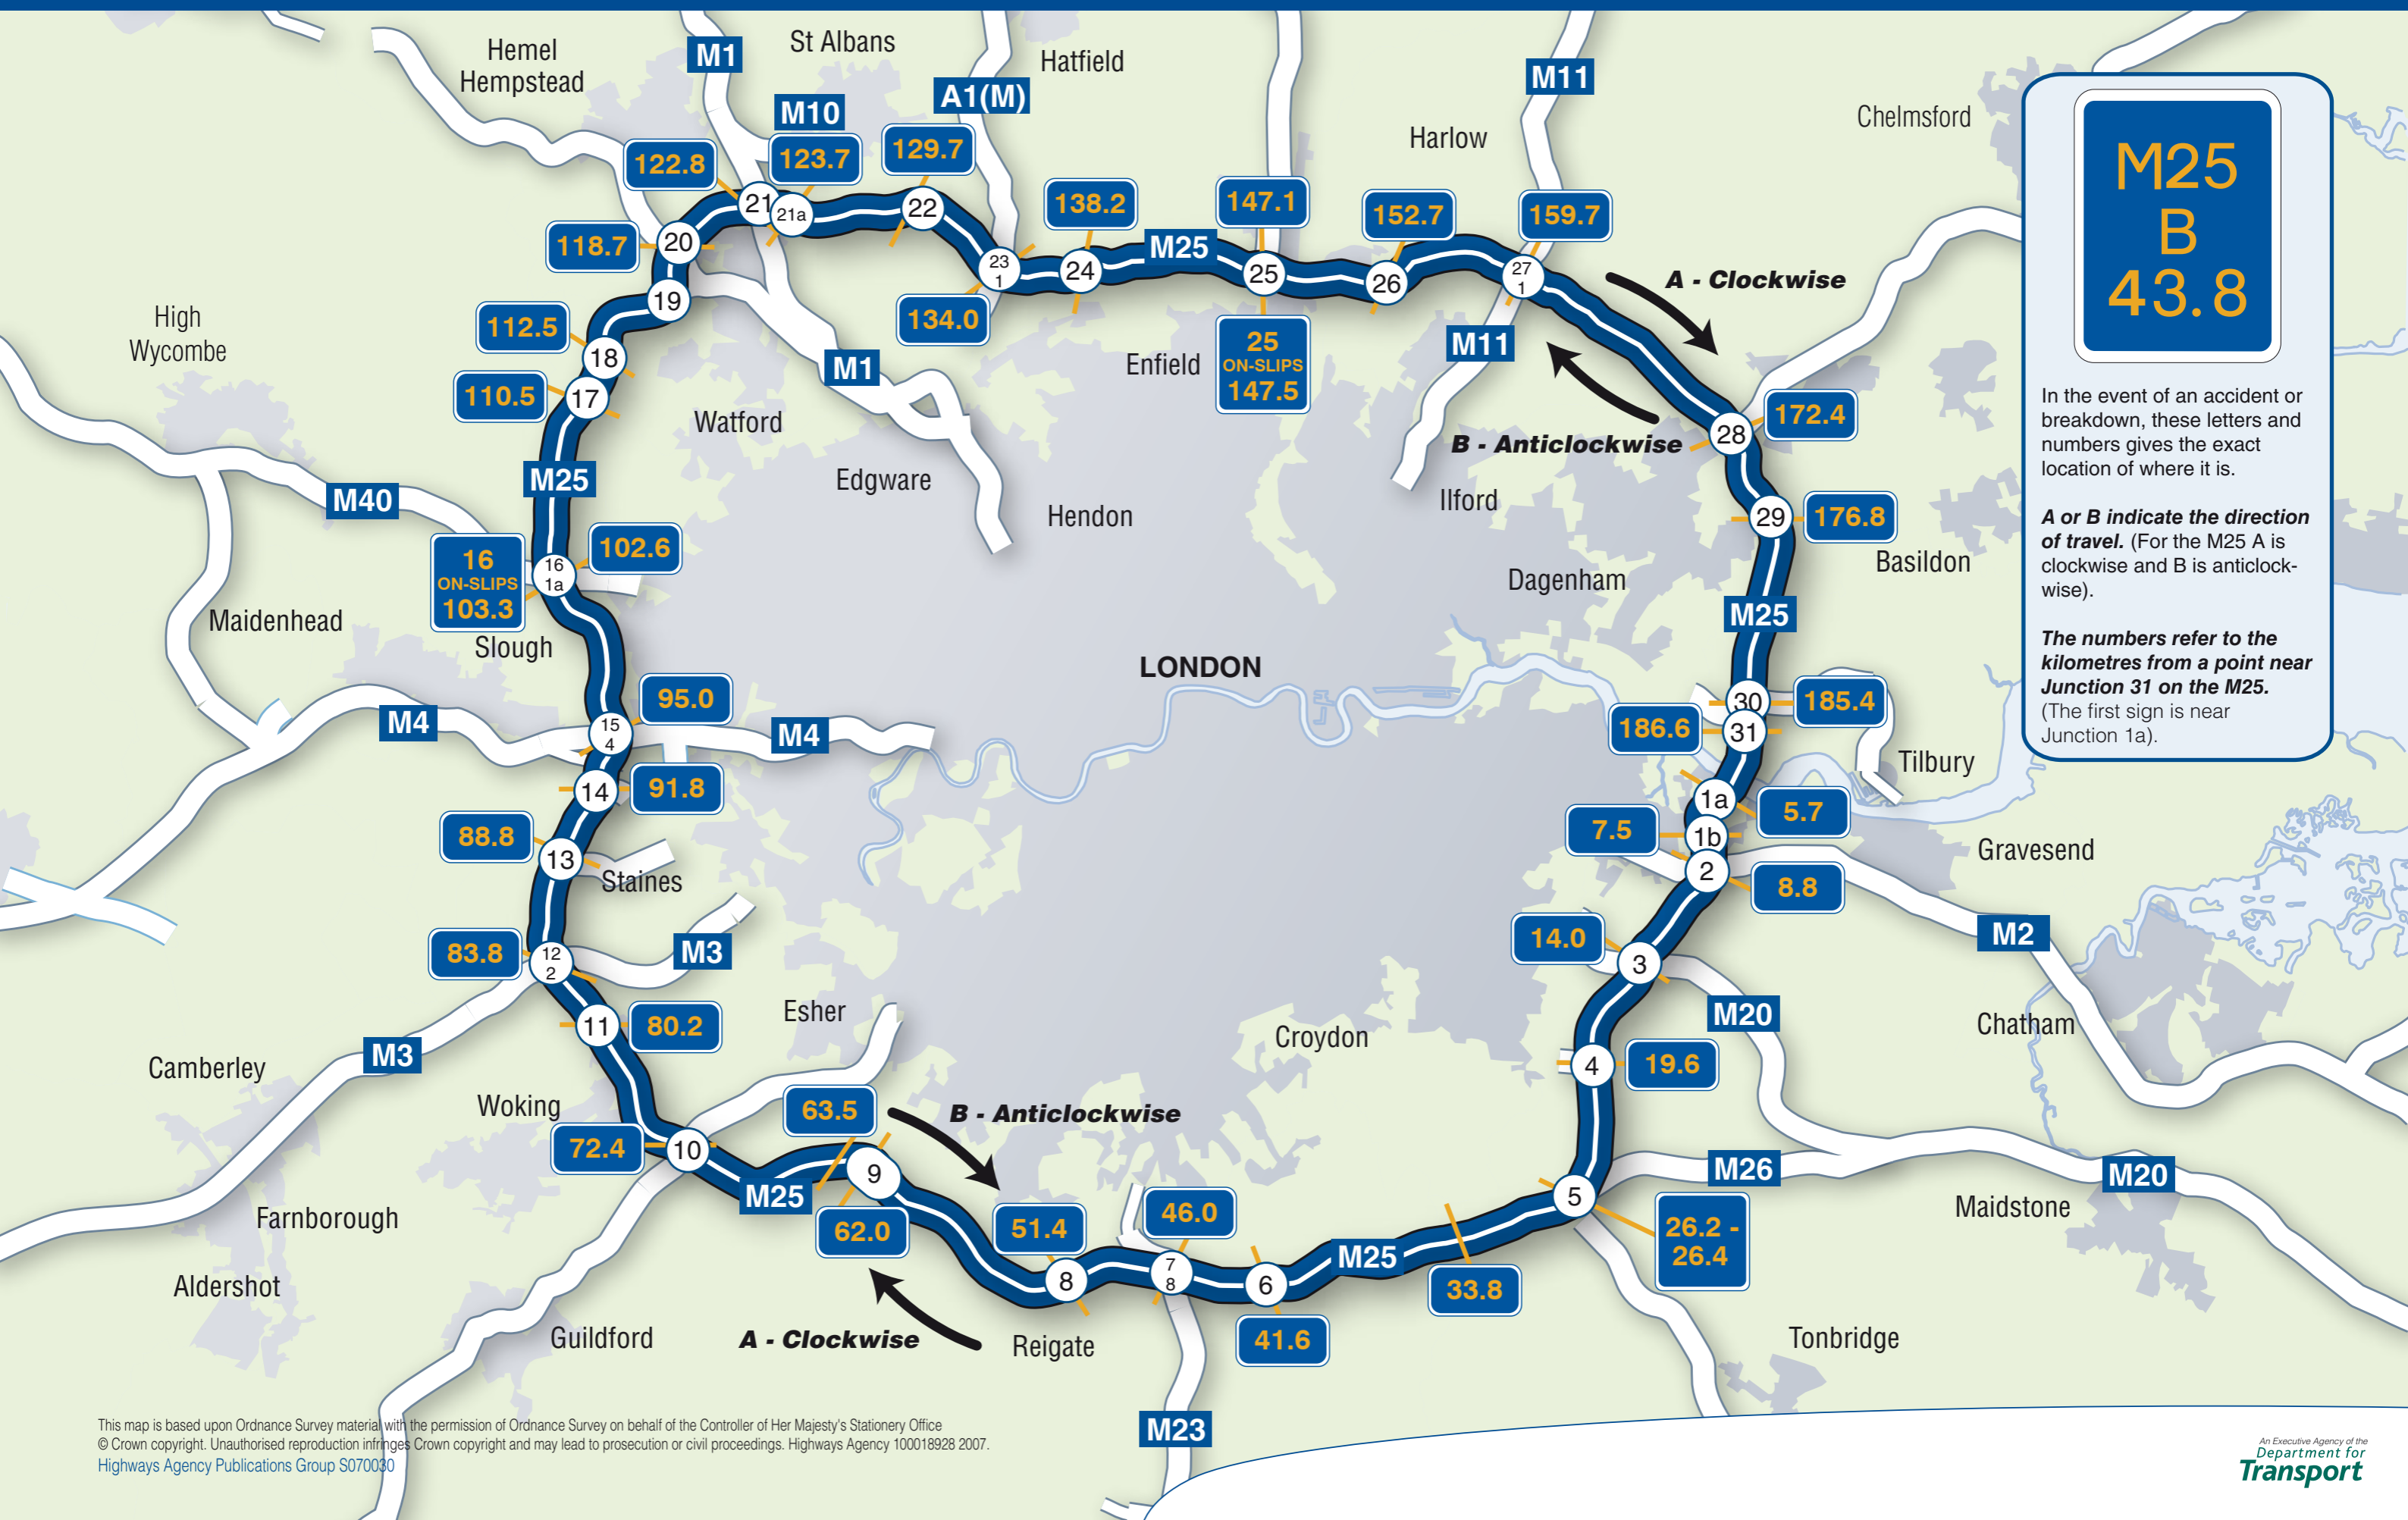 Hemel
Hempstead
M1
St Albans
M10
A1(M)
Hatfield
M11
Harlow
Chelmsford
122.8
123.7
129.7
138.2
147.1
152.7
159.7
118.7
20
21
21a
22
23
1
24
M25
25
26
27
1
A - Clockwise
134.0
25
ON-SLIPS
147.5
Enfield
M11
B - Anticlockwise
19
112.5
18
110.5
17
High
Wycombe
M1
Watford
Edgware
Hendon
Ilford
28
172.4
29
176.8
Basildon
Dagenham
M25
M25
M40
16
ON-SLIPS
103.3
102.6
16
1a
Maidenhead
Slough
LONDON
95.0
M4
15
4
M4
14
91.8
88.8
13
Staines
30
185.4
186.6
31
Tilbury
1a
5.7
7.5
1b
2
8.8
Gravesend
M2
83.8
12
2
M3
14.0
3
M20
Chatham
11
80.2
Esher
Croydon
M3
Camberley
4
19.6
Woking
63.5
B - Anticlockwise
72.4
10
M25
9
62.0
51.4
46.0
M26
M20
Maidstone
5
26.2 -
26.4
Farnborough
8
7
8
6
M25
33.8
41.6
Aldershot
Guildford
A - Clockwise
Reigate
Tonbridge
M23
M25
B
43.8
In the event of an accident or
breakdown, these letters and
numbers gives the exact
location of where it is.
A or B indicate the direction
of travel. (For the M25 A is
clockwise and B is anticlock-
wise).
The numbers refer to the
kilometres from a point near
Junction 31 on the M25.
(The first sign is near
Junction 1a).
This map is based upon Ordnance Survey material with the permission of Ordnance Survey on behalf of the Controller of Her Majesty's Stationery Office
© Crown copyright. Unauthorised reproduction infringes Crown copyright and may lead to prosecution or civil proceedings. Highways Agency 100018928 2007.
Highways Agency Publications Group S070030
An Executive Agency of the
Department for
Transport